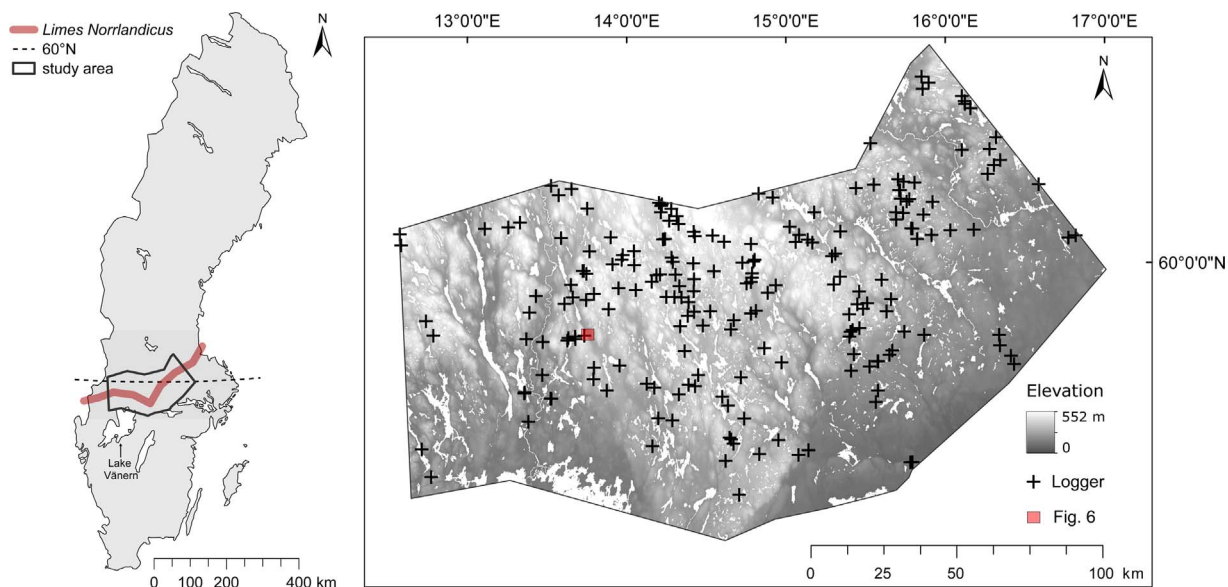 Limes Norrlandicus
60°N
study area
N
Lake
Vänern
0 100 200 400 km
13°0'0"E 14°0'0"E 15°0'0"E 16°0'0"E 17°0'0"E
N
60°0'0"N
Elevation
552 m
0
Logger
Fig. 6
0 25 50 100 km